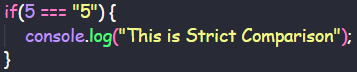 if(5 === "5") {
console.log("This is Strict Comparison");
}